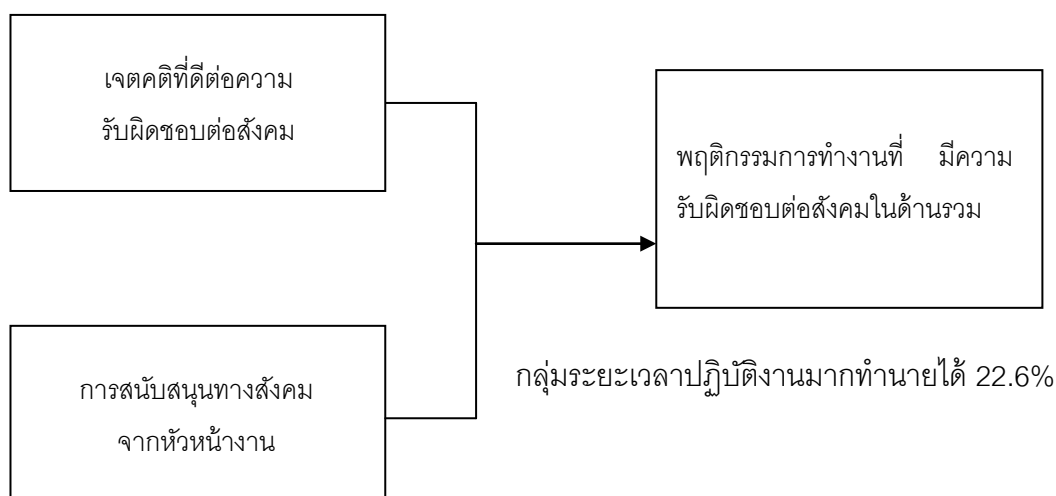 เจตคติที่ดีต่อความ
รับผิดชอบต่อสังคม
พฤติกรรมการทำงานที่ มีความ
รับผิดชอบต่อสังคมในด้านรวม
การสนับสนุนทางสังคม
จากหัวหน้างาน
กลุ่มระยะเวลาปฏิบัติงานมากทำนายได้ 22.6%